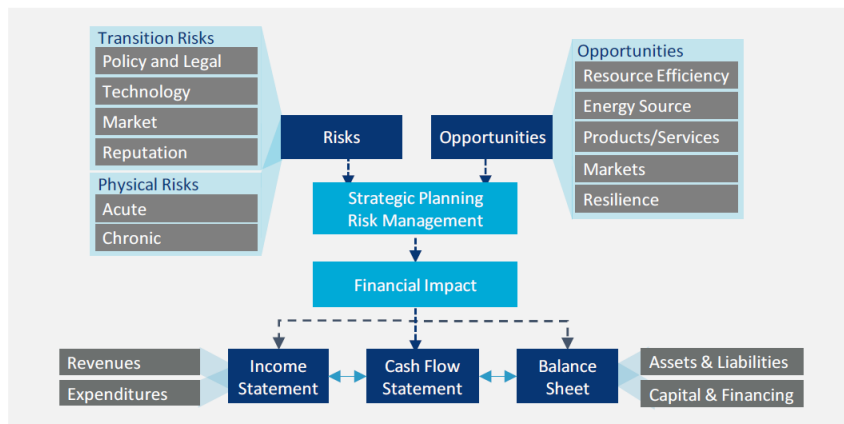 Transition Risks
Policy and Legal
Technology
Market
Reputation
Physical Risks
Acute
Chronic
Risks
Opportunities
Opportunities
Resource Efficiency
Energy Source
Products/Services
Markets
Resilience
Strategic Planning
Risk Management
Financial Impact
Revenues
Expenditures
Income
Statement
Cash Flow
Statement
Balance
Sheet
Assets & Liabilities
Capital & Financing